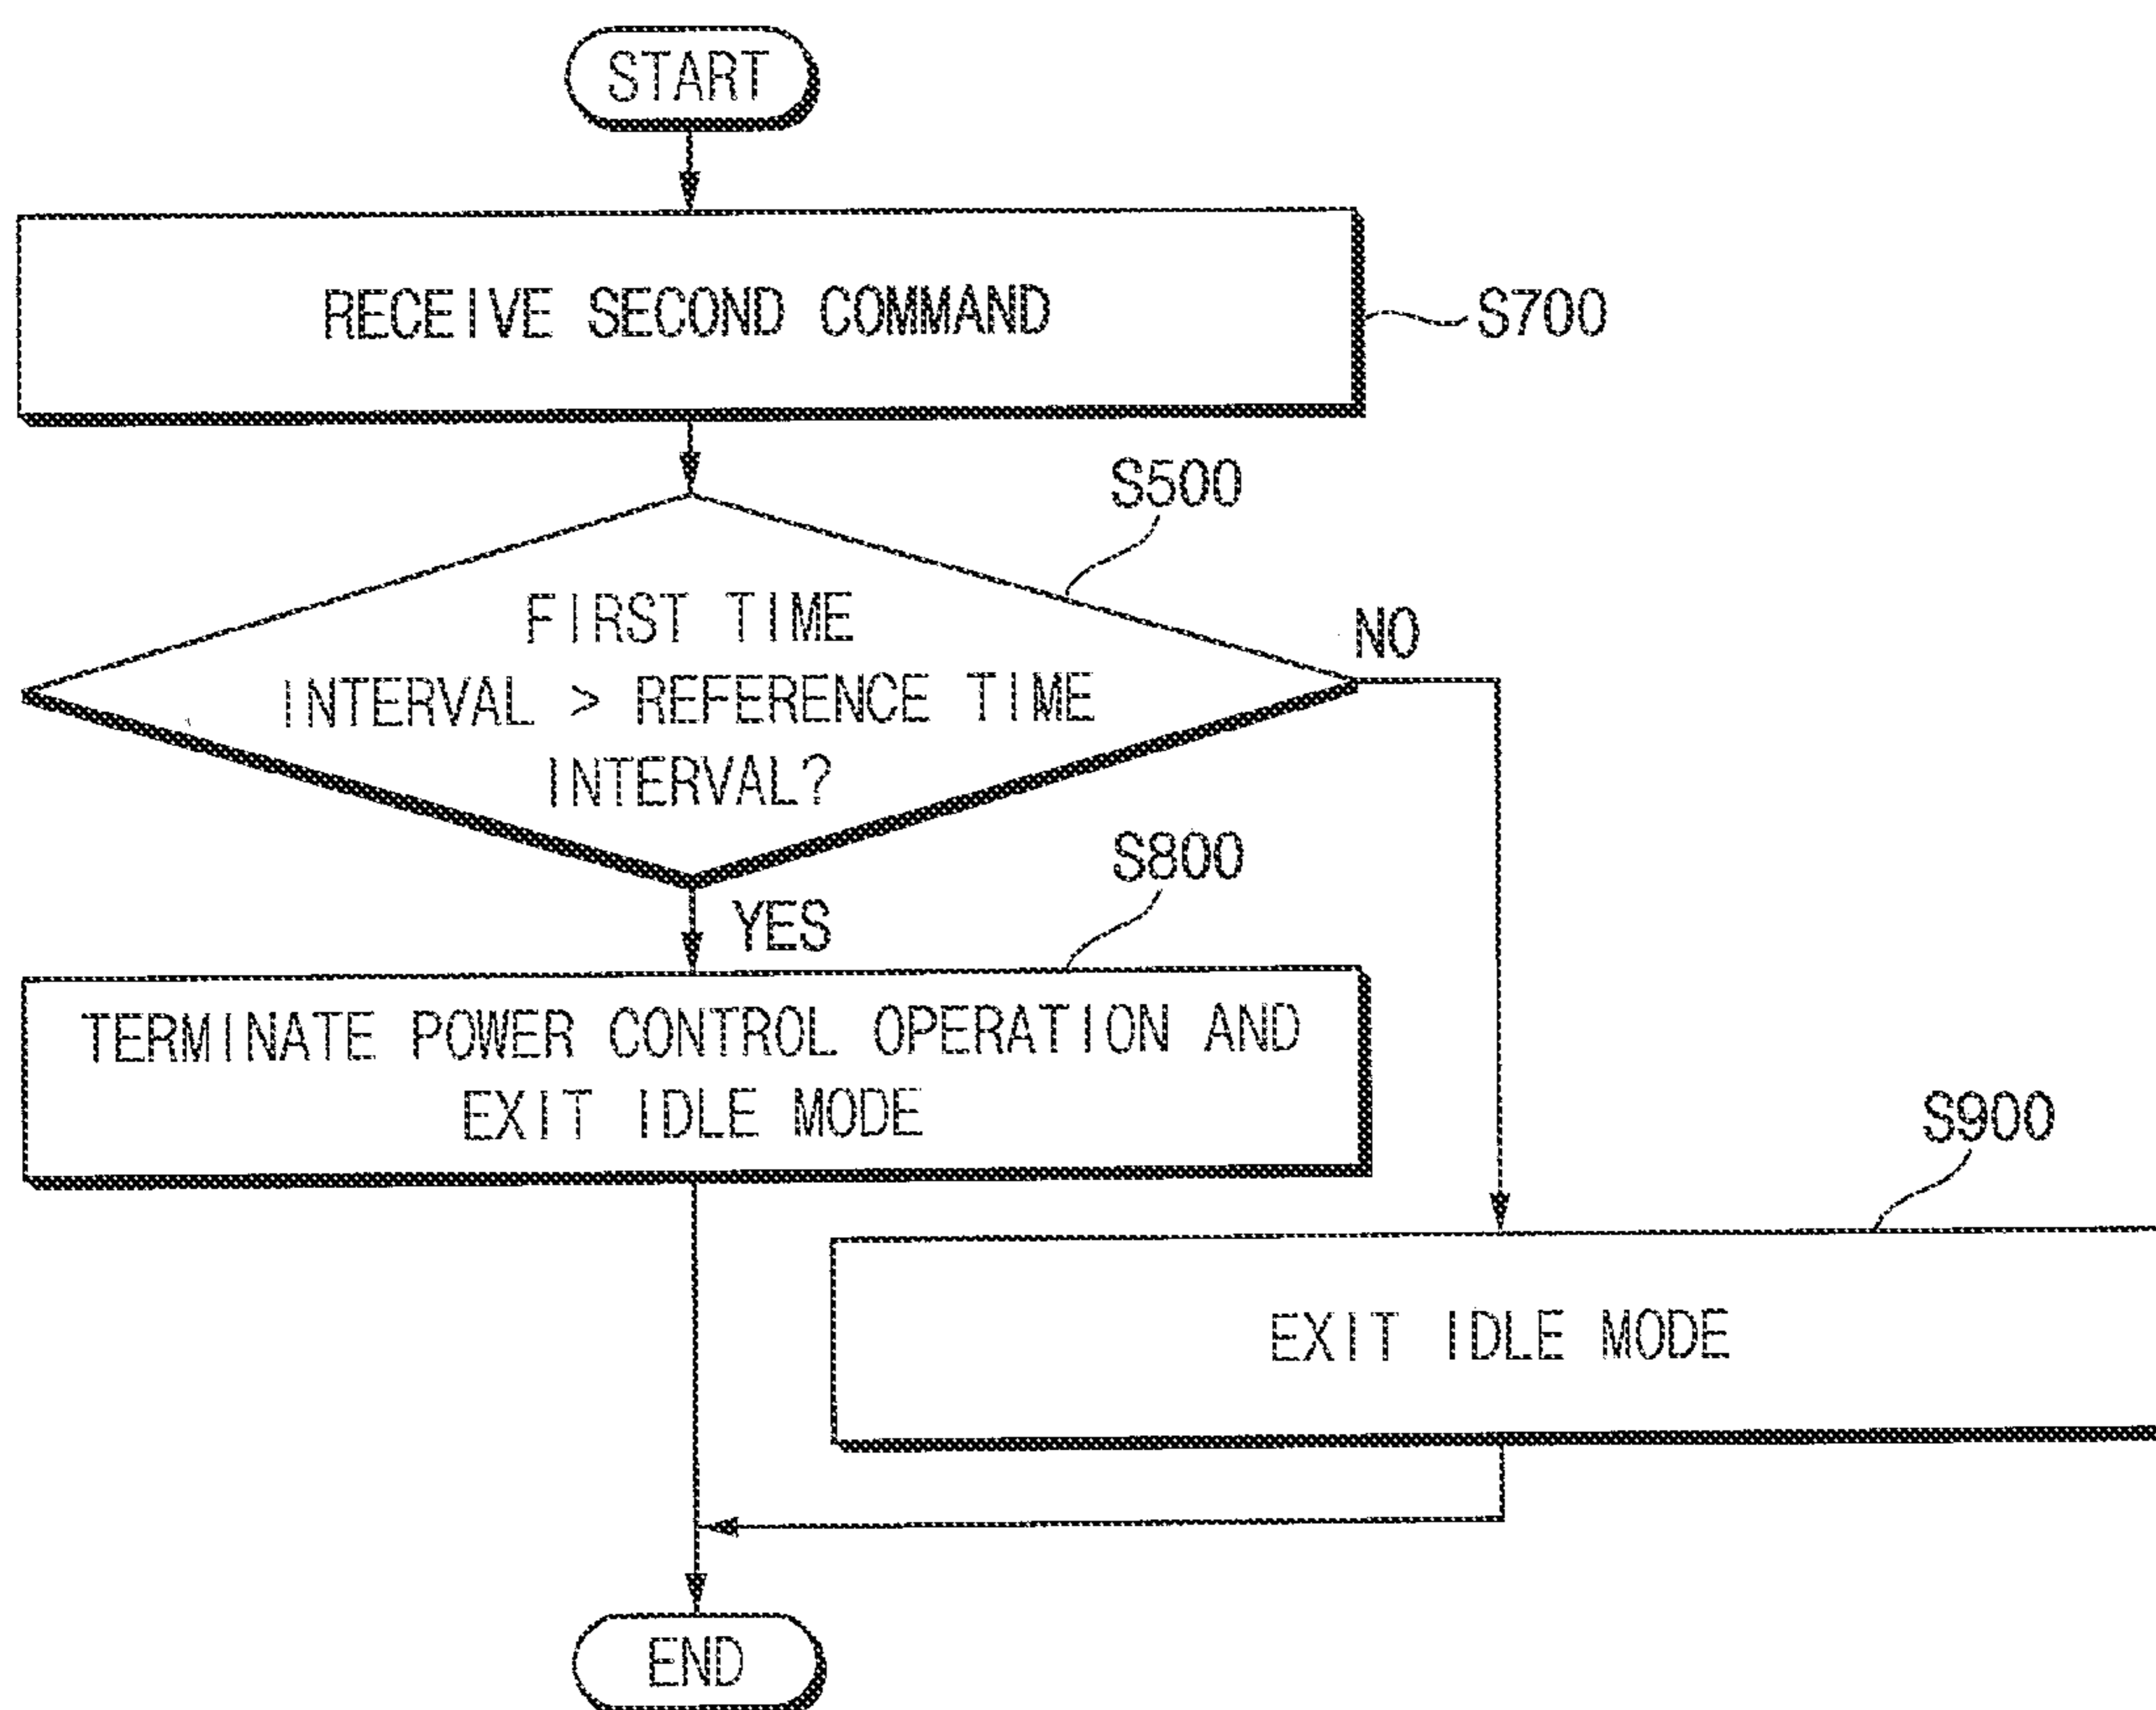 START
RECEIVE SECOND COMMAND
S700
S500
FIRST TIME
INTERVAL > REFERENCE TIME
INTERVAL?
NO
YES
S800
TERMINATE POWER CONTROL OPERATION AND
EXIT IDLE MODE
S900
EXIT IDLE MODE
END